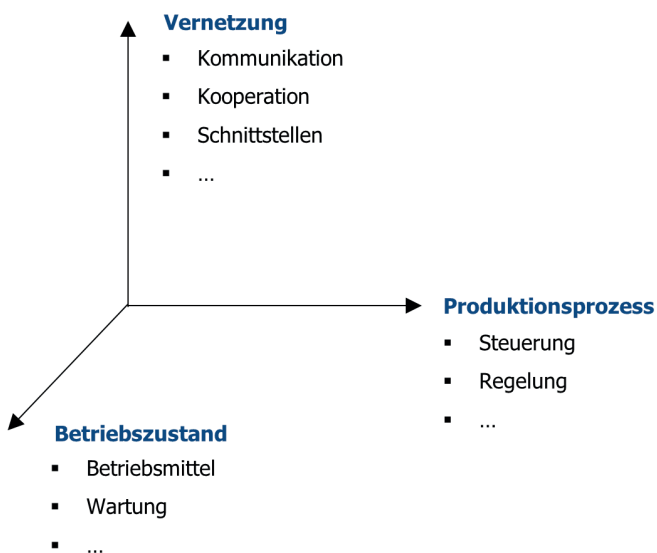 Vernetzung
▪ Kommunikation
▪ Kooperation
▪ Schnittstellen
▪ ...
Produktionsprozess
▪ Steuerung
▪ Regelung
▪ ...
Betriebszustand
▪ Betriebsmittel
▪ Wartung
▪ ...